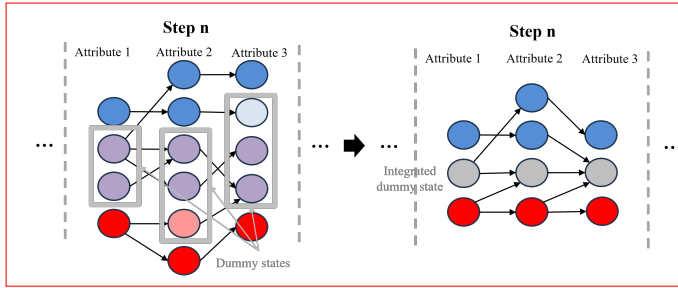 Step n
Attribute 1 Attribute 2 Attribute 3
...
...
Dummy states
Step n
Attribute 1 Attribute 2 Attribute 3
...
Integrated
dummy state
...